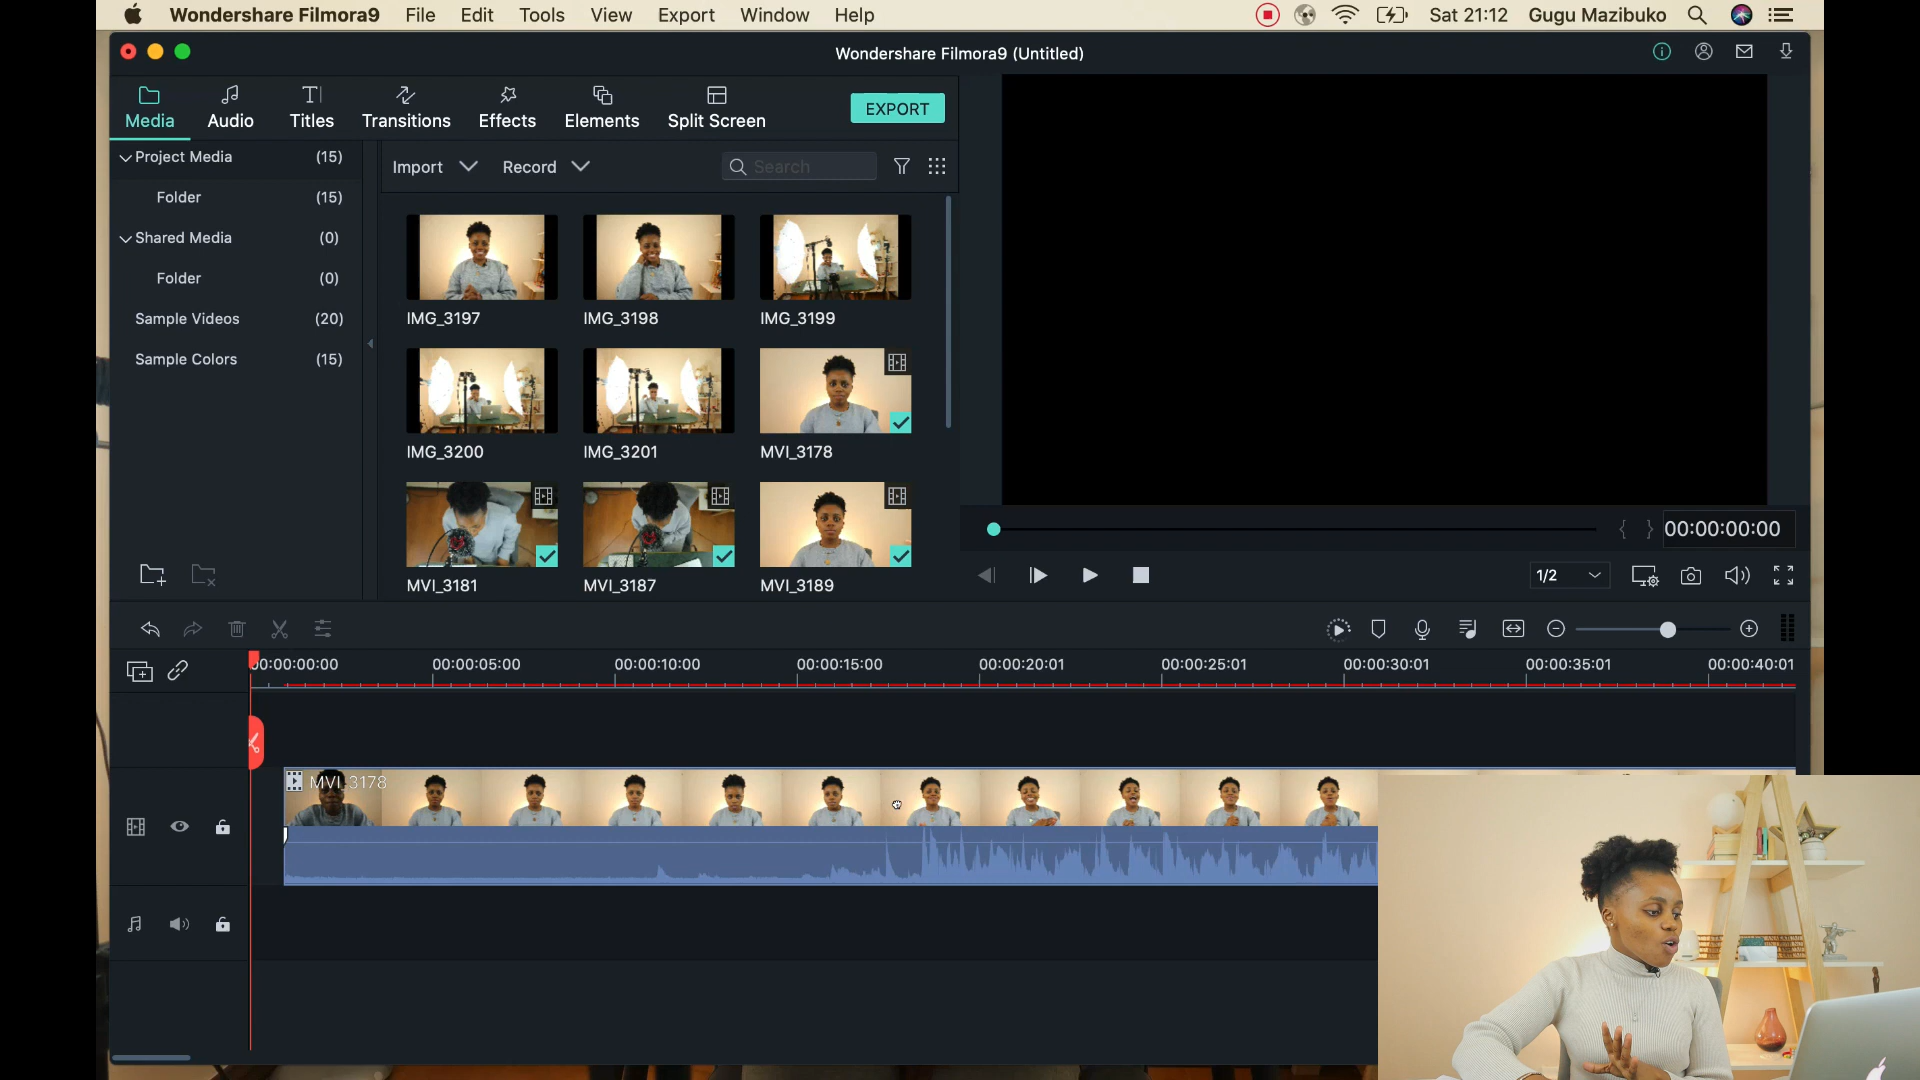 Wondershare Filmora9 File Edit Tools View Export Window Help Sat 21:12 Gugu Mazibuko
Wondershare Filmora9 (Untitled)
Media Audio Titles Transitions Effects Elements Split Screen EXPORT
Project Media (15)
Folder (15)
Shared Media (0)
Folder (0)
Sample Videos (20)
Sample Colors (15)
Import Record Search
IMG_3197 IMG_3198 IMG_3199
IMG_3200 IMG_3201 MVI_3178
MVI_3181 MVI_3187 MVI_3189
{ } 00:00:00:00
1/2
00:00:00:00 00:00:05:00 00:00:10:00 00:00:15:00 00:00:20:01 00:00:25:01 00:00:30:01 00:00:35:01 00:00:40:01
MVI_3178